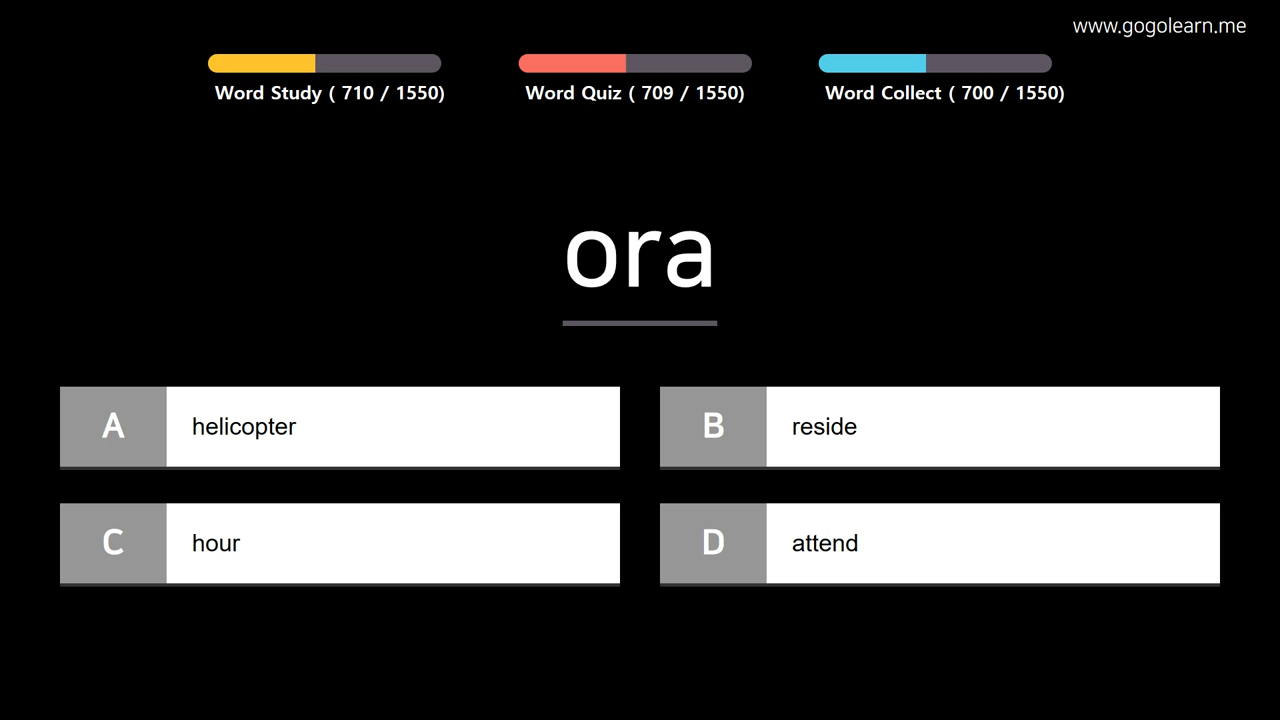 www.gogolearn.me
Word Study ( 710 / 1550)
Word Quiz ( 709 / 1550)
Word Collect ( 700 / 1550)
ora
A
helicopter
B
reside
C
hour
D
attend